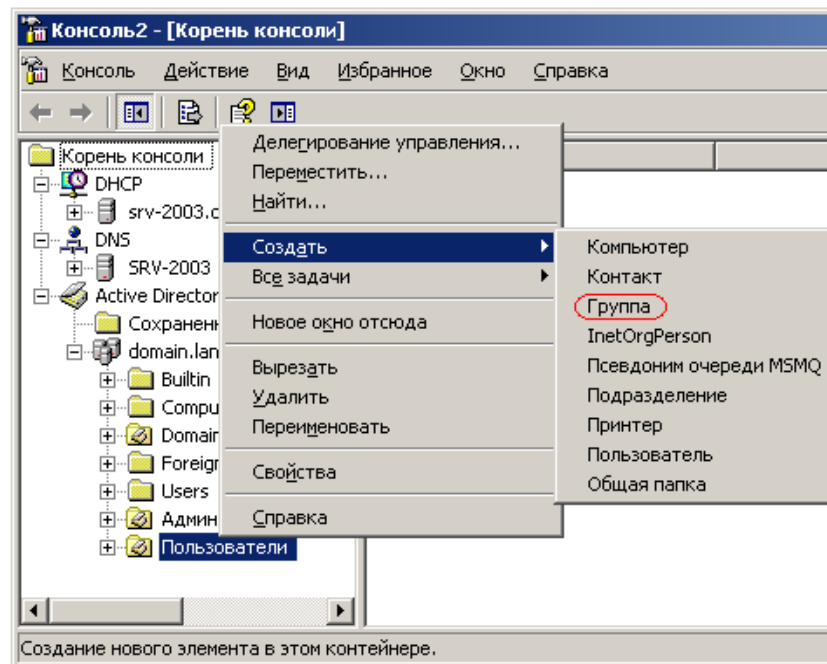 Консоль2 - [Корень консоли]
Консоль Действие Вид Избранное Окно Справка
Корень консоли
DHCP
srv-2003.c
DNS
SRV-2003
Active Director
Сохраненн
domain.lan
Builtin
Compu
Domain
Foreign
Users
Админ
Пользователи
Делегирование управления...
Переместить...
Найти...
Создать
Все задачи
Новое окно отсюда
Вырезать
Удалить
Переименовать
Свойства
Справка
Компьютер
Контакт
Группа
InetOrgPerson
Псевдоним очереди MSMQ
Подразделение
Принтер
Пользователь
Общая папка
Создание нового элемента в этом контейнере.